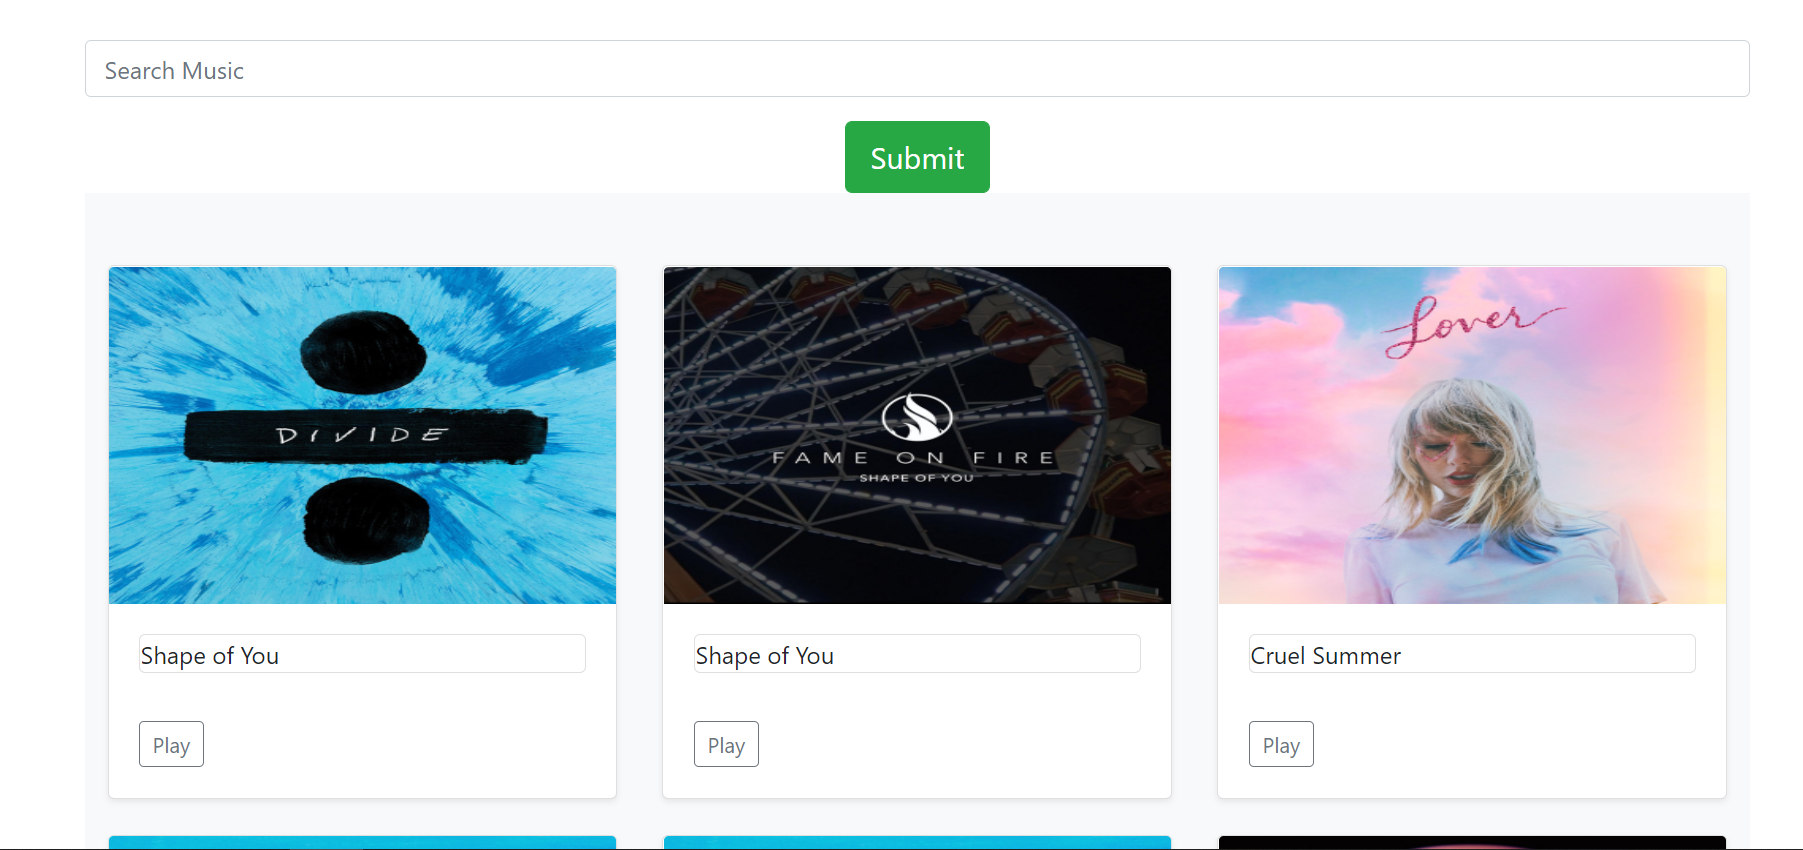 Search Music
Submit
DIVIDE
FAME ON FIRE
SHAPE OF YOU
Lover
Shape of You
Shape of You
Cruel Summer
Play
Play
Play